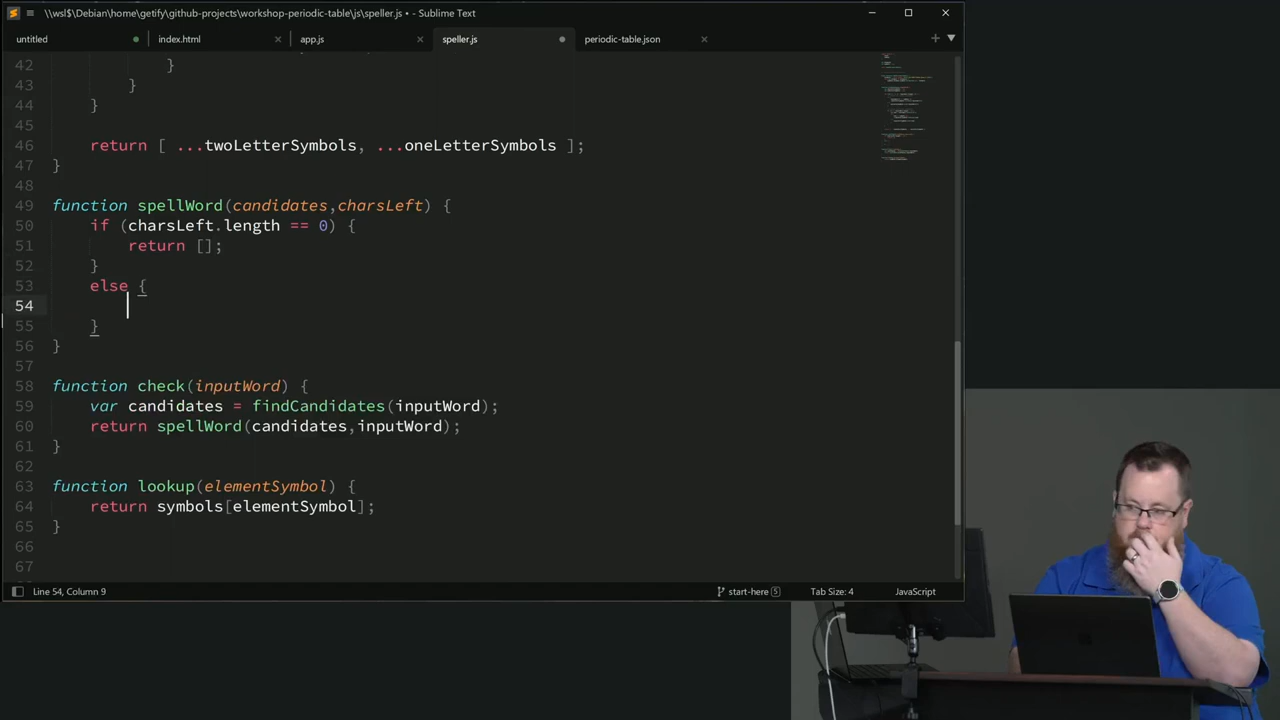 \\wsl$\Debian\home\getify\github-projects\workshop-periodic-table\js\speller.js • - Sublime Text
untitled index.html app.js speller.js periodic-table.json
42 }
43 }
44 }
45
46 return [ ...twoLetterSymbols, ...oneLetterSymbols ];
47 }
48
49 function spellWord(candidates,charsLeft) {
50 if (charsLeft.length == 0) {
51 return [];
52 }
53 else {
54
55 }
56 }
57
58 function check(inputWord) {
59 var candidates = findCandidates(inputWord);
60 return spellWord(candidates,inputWord);
61 }
62
63 function lookup(elementSymbol) {
64 return symbols[elementSymbol];
65 }
66
67
Line 54, Column 9 start-here 5 Tab Size: 4 JavaScript